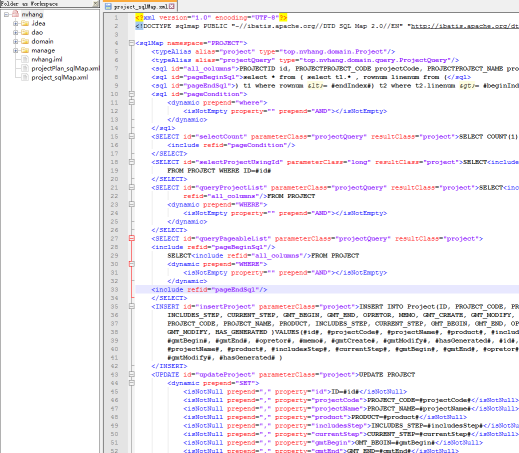 Folder as Workspace
nvhang
.idea
dao
domain
manage
nvhang.iml
projectPlan_sqlMap.xml
project_sqlMap.xml
project_sqlMap.xml
1 <?xml version="1.0" encoding="UTF-8"?>
2 <!DOCTYPE sqlmap PUBLIC "-//ibatis.apache.org//DTD SQL Map 2.0//EN" "http://ibatis.apache.org/dt
3
4 <sqlMap namespace="PROJECT">
5 <typeAlias alias="project" type="top.nvhang.domain.Project"/>
6 <typeAlias alias="projectQuery" type="top.nvhang.domain.query.ProjectQuery"/>
7 <sql id="all_columns">PROJECTID id, PROJECTPROJECT_CODE projectCode, PROJECTPROJECT_NAME pro
8 <sql id="pageBeginSql">select * from ( select t1.* , rownum linenum from (</sql>
9 <sql id="pageEndSql">) t1 where rownum &lt;= #endIndex#) t2 where t2.linenum &gt;= #beginInd
10 <sql id="pageCondition">
11 <dynamic prepend="where">
12 <isNotEmpty property="" prepend="AND"></isNotEmpty>
13 </dynamic>
14 </sql>
15 <SELECT id="selectCount" parameterClass="projectQuery" resultClass="project">SELECT COUNT(1)
16 <include refid="pageCondition"/>
17 </SELECT>
18 <SELECT id="selectProjectBeingId" parameterClass="long" resultClass="project">SELECT<include
19 FROM PROJECT WHERE ID=#id#
20 </SELECT>
21 <SELECT id="queryProjectList" parameterClass="projectQuery" resultClass="project">SELECT<inc
22 refid="all_columns"/>FROM PROJECT
23 <dynamic prepend="WHERE">
24 <isNotEmpty property="" prepend="AND"></isNotEmpty>
25 </dynamic>
26 </SELECT>
27 <SELECT id="queryPageableList" parameterClass="projectQuery" resultClass="project">
28 <include refid="pageBeginSql"/>
29 SELECT<include refid="all_columns"/>FROM PROJECT
30 <dynamic prepend="WHERE">
31 <isNotEmpty property="" prepend="AND"></isNotEmpty>
32 </dynamic>
33 <include refid="pageEndSql"/>
34 </SELECT>
35 <INSERT id="insertProject" parameterClass="project">INSERT INTO Project(ID, PROJECT_CODE, PR
36 INCLUDES_STEP, CURRENT_STEP, GMT_BEGIN, GMT_END, OPRETOR, MEMO, GMT_CREATE, GMT_MODIFY,
37 PROJECT_CODE, PROJECT_NAME, PRODUCT, INCLUDES_STEP, CURRENT_STEP, GMT_BEGIN, GMT_END, OP
38 GMT_MODIFY, HAS_GENERATED )VALUES(#id#, #projectCode#, #projectName#, #product#, #includ
39 #gmtBegin#, #gmtEnd#, #opretor#, #memo#, #gmtCreate#, #gmtModify#, #hasGenerated#, #id#,
40 #projectName#, #product#, #includesStep#, #currentStep#, #gmtBegin#, #gmtEnd#, #opretor#
41 #gmtModify#, #hasGenerated# )
42 </INSERT>
43 <UPDATE id="updateProject" parameterClass="project">UPDATE PROJECT
44 <dynamic prepend="SET">
45 <isNotNull prepend="," property="id">ID=#id#</isNotNull>
46 <isNotNull prepend="," property="projectCode">PROJECT_CODE=#projectCode#</isNotNull>
47 <isNotNull prepend="," property="projectName">PROJECT_NAME=#projectName#</isNotNull>
48 <isNotNull prepend="," property="product">PRODUCT=#product#</isNotNull>
49 <isNotNull prepend="," property="includesStep">INCLUDES_STEP=#includesStep#</isNotNu
50 <isNotNull prepend="," property="currentStep">CURRENT_STEP=#currentStep#</isNotNull>
51 <isNotNull prepend="," property="gmtBegin">GMT_BEGIN=#gmtBegin#</isNotNull>
52 <isNotNull prepend="," property="gmtEnd">GMT_END=#gmtEnd#</isNotNull>